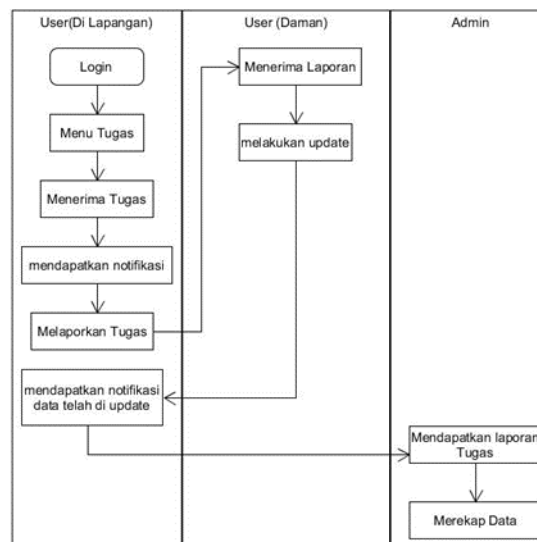 User(Di Lapangan)
User (Daman)
Admin
Login
Menu Tugas
Menerima Tugas
mendapatkan notifikasi
Melaporkan Tugas
mendapatkan notifikasi
data telah di update
Menerima Laporan
melakukan update
Mendapatkan laporan
Tugas
Merekap Data